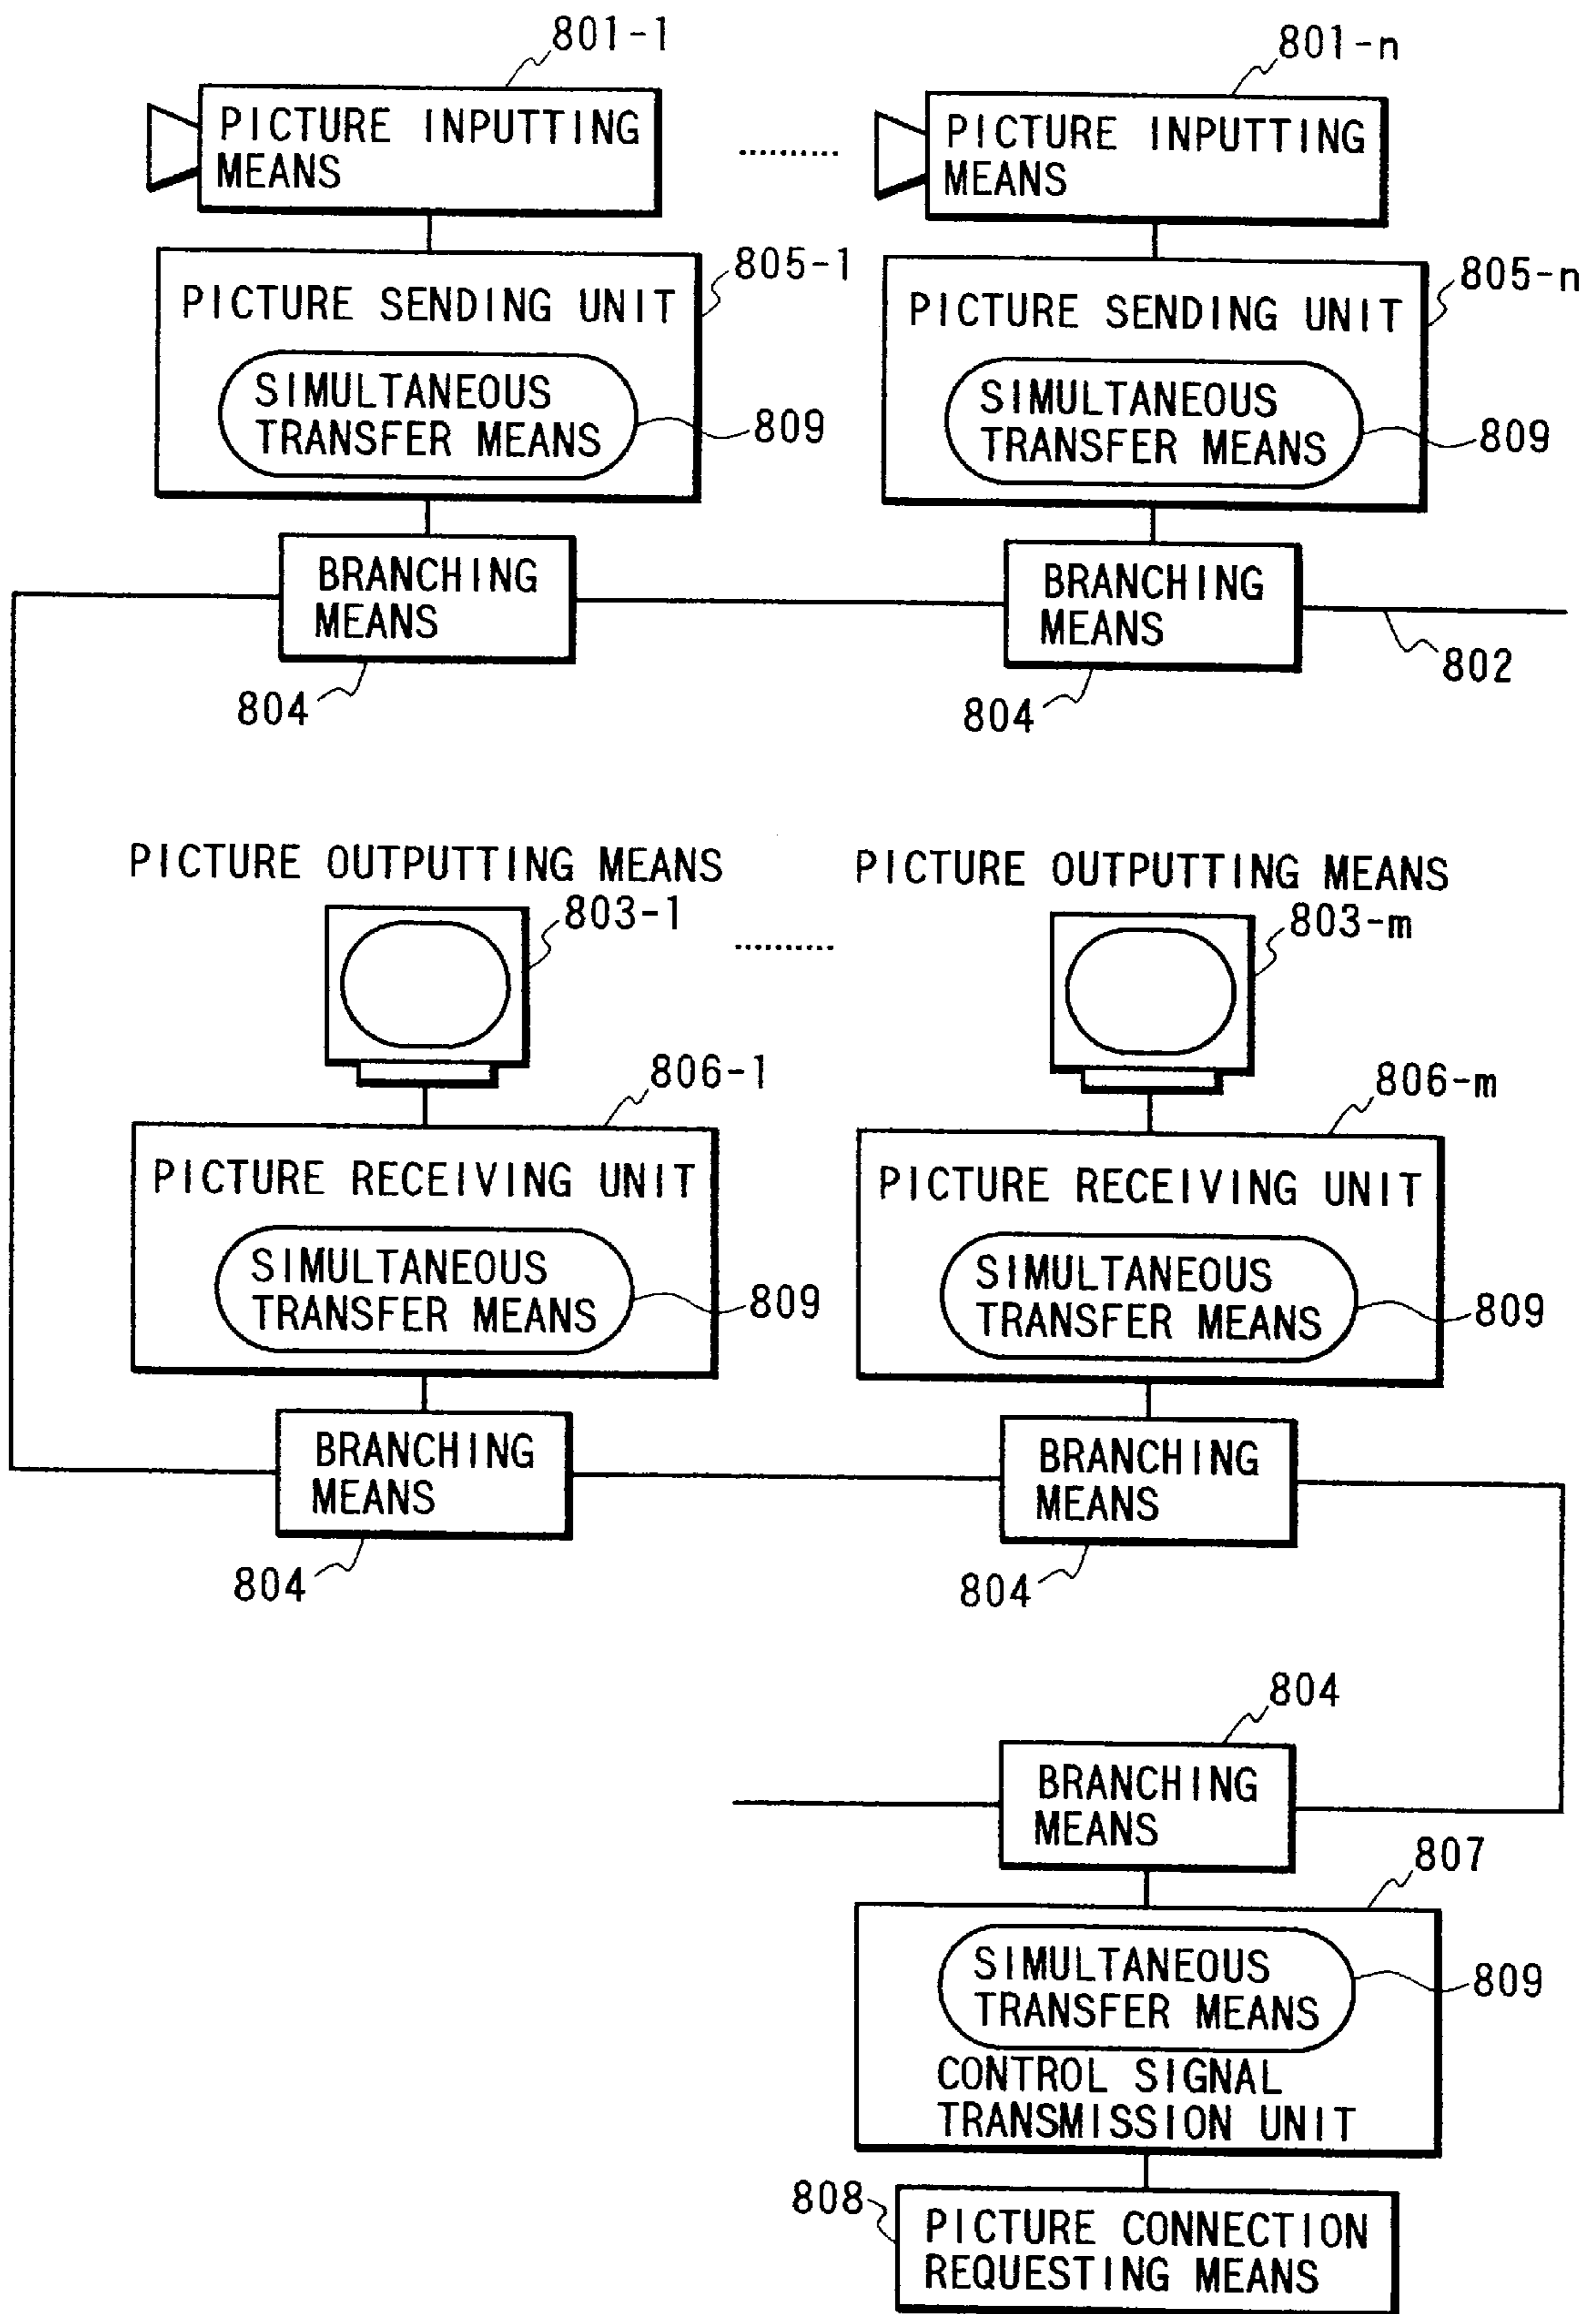 801-1
801-n
PICTURE INPUTTING
MEANS
..........
PICTURE INPUTTING
MEANS
805-1
805-n
PICTURE SENDING UNIT
PICTURE SENDING UNIT
SIMULTANEOUS
TRANSFER MEANS
809
SIMULTANEOUS
TRANSFER MEANS
809
BRANCHING
MEANS
BRANCHING
MEANS
802
804
804
PICTURE OUTPUTTING MEANS
PICTURE OUTPUTTING MEANS
803-1
..........
803-m
806-1
806-m
PICTURE RECEIVING UNIT
PICTURE RECEIVING UNIT
SIMULTANEOUS
TRANSFER MEANS
809
SIMULTANEOUS
TRANSFER MEANS
809
BRANCHING
MEANS
BRANCHING
MEANS
804
804
804
BRANCHING
MEANS
807
SIMULTANEOUS
TRANSFER MEANS
809
CONTROL SIGNAL
TRANSMISSION UNIT
808
PICTURE CONNECTION
REQUESTING MEANS